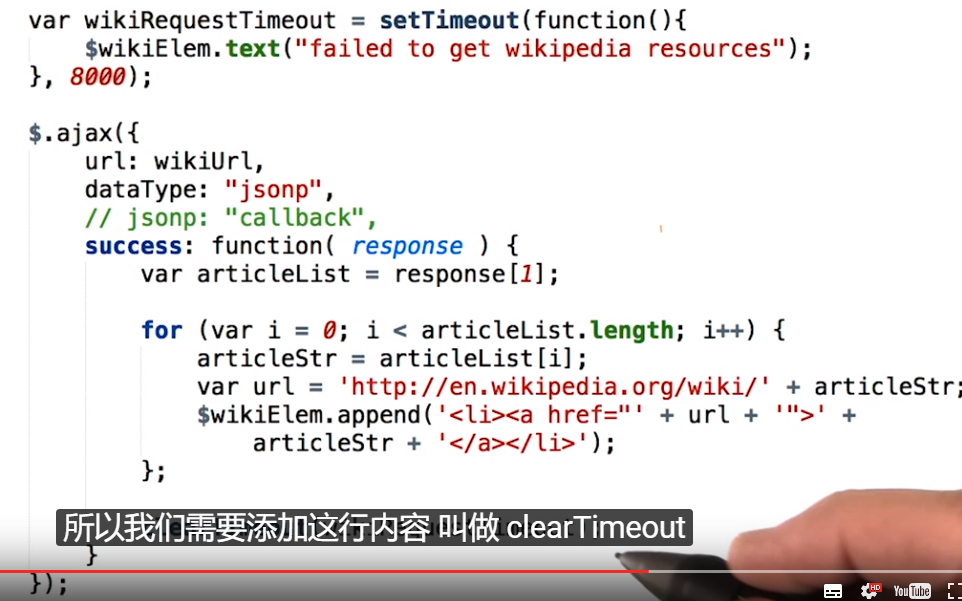 var wikiRequestTimeout = setTimeout(function(){
    $wikiElem.text("failed to get wikipedia resources");
}, 8000);

$.ajax({
    url: wikiUrl,
    dataType: "jsonp",
    // jsonp: "callback",
    success: function( response ) {
        var articleList = response[1];

        for (var i = 0; i < articleList.length; i++) {
            articleStr = articleList[i];
            var url = 'http://en.wikipedia.org/wiki/' + articleStr;
            $wikiElem.append('<li><a href="' + url + '">' +
                articleStr + '</a></li>');
        };

所以我们需要添加这行内容 叫做 clearTimeout
    }
});
HD
YouTube